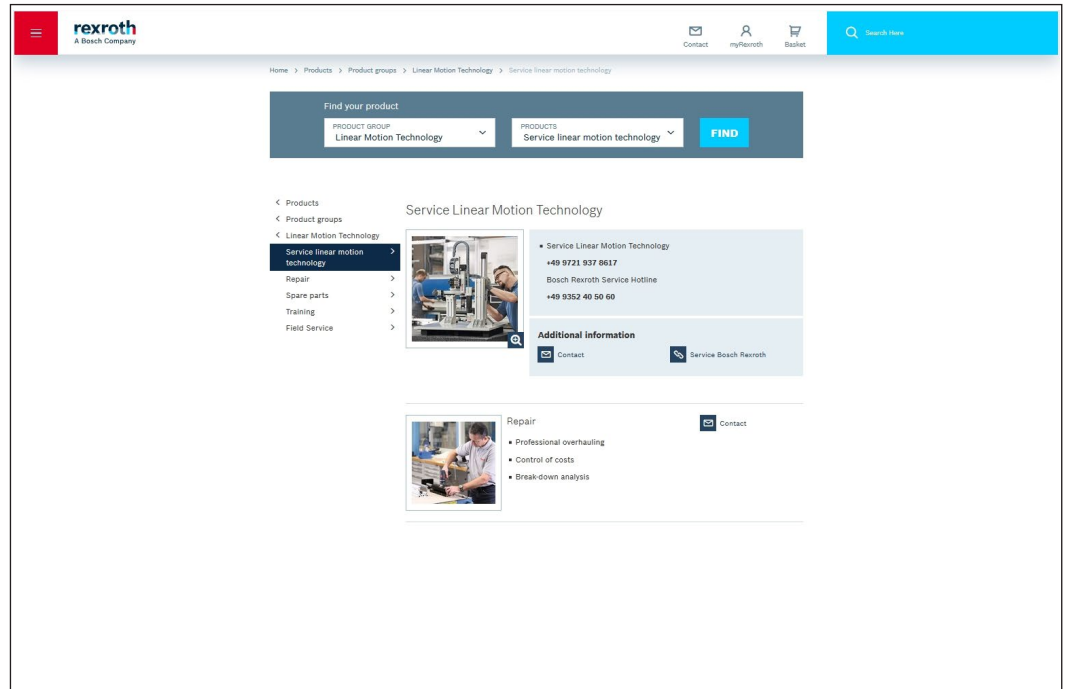 rexroth
A Bosch Company
Contact
myRexroth
Basket
Search Here
Home > Products > Product groups > Linear Motion Technology > Service linear motion technology
Find your product
PRODUCT GROUP
Linear Motion Technology
PRODUCTS
Service linear motion technology
FIND
Products
Product groups
Linear Motion Technology
Service linear motion
technology
Repair
Spare parts
Training
Field Service
Service Linear Motion Technology
Service Linear Motion Technology
+49 9721 937 8617
Bosch Rexroth Service Hotline
+49 9352 40 50 60
Additional information
Contact
Service Bosch Rexroth
Repair
Contact
Professional overhauling
Control of costs
Break-down analysis